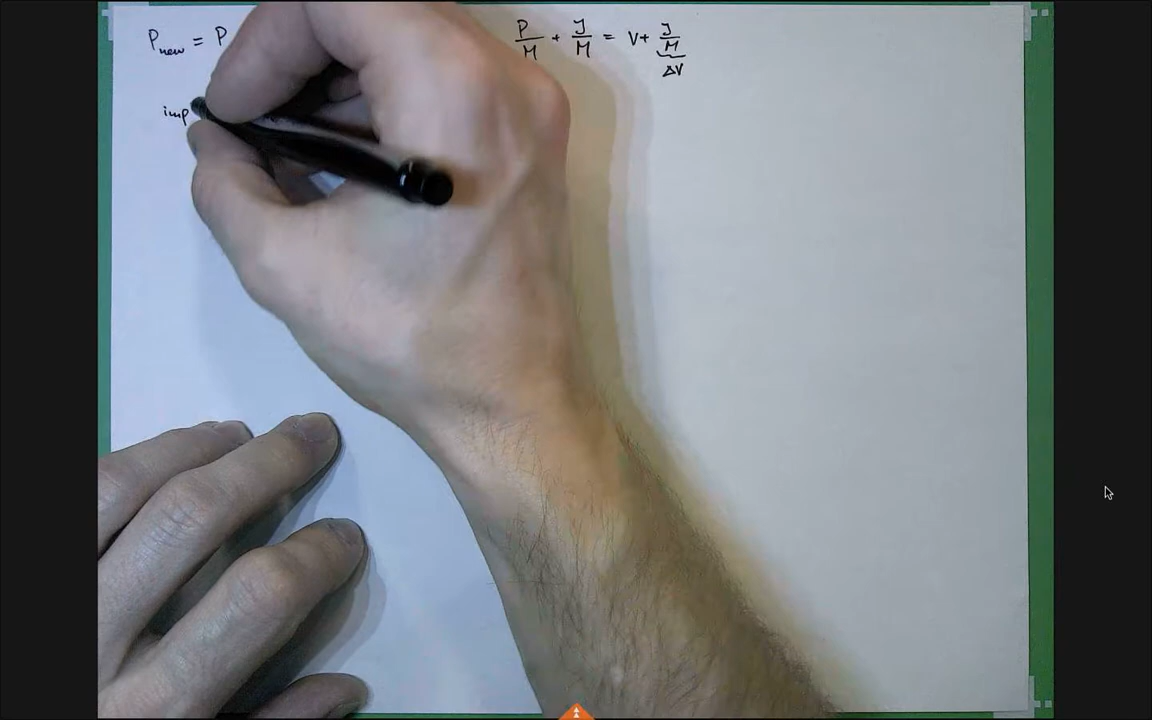 P_new = P P/M + J/M = V + J/M
ΔV
imp